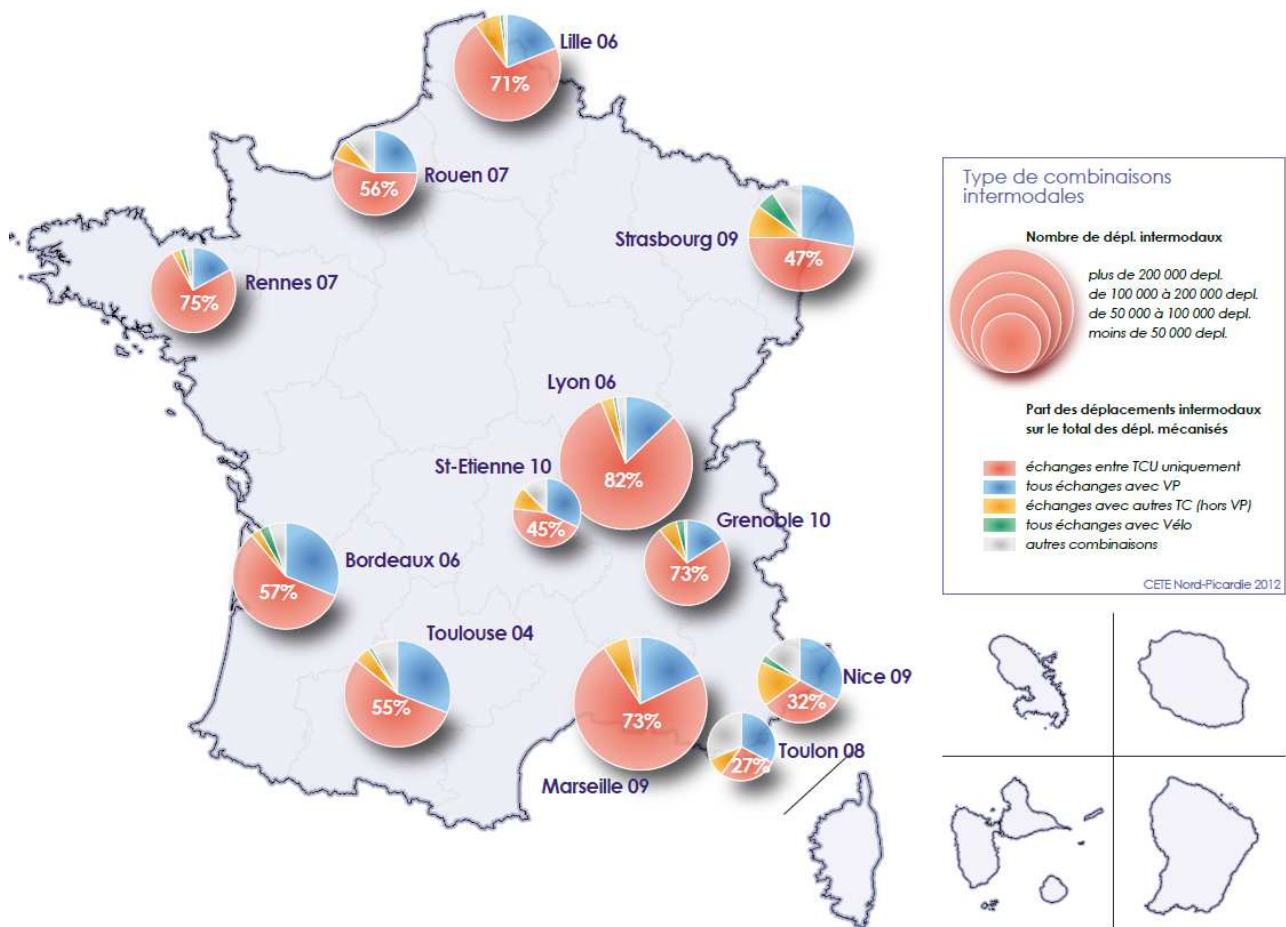 Lille 06
71%
Rouen 07
56%
Strasbourg 09
47%
Rennes 07
75%
Lyon 06
82%
St-Etienne 10
45%
Grenoble 10
73%
Bordeaux 06
57%
Toulouse 04
55%
Nice 09
32%
Marseille 09
73%
Toulon 08
27%
Type de combinaisons
intermodales
Nombre de dépl. intermodaux
plus de 200 000 depl.
de 100 000 à 200 000 depl.
de 50 000 à 100 000 depl.
moins de 50 000 depl.
Part des déplacements intermodaux
sur le total des dépl. mécanisés
échanges entre TCU uniquement
tous échanges avec VP
échanges avec autres TC (hors VP)
tous échanges avec Vélo
autres combinaisons
CETE Nord-Picardie 2012